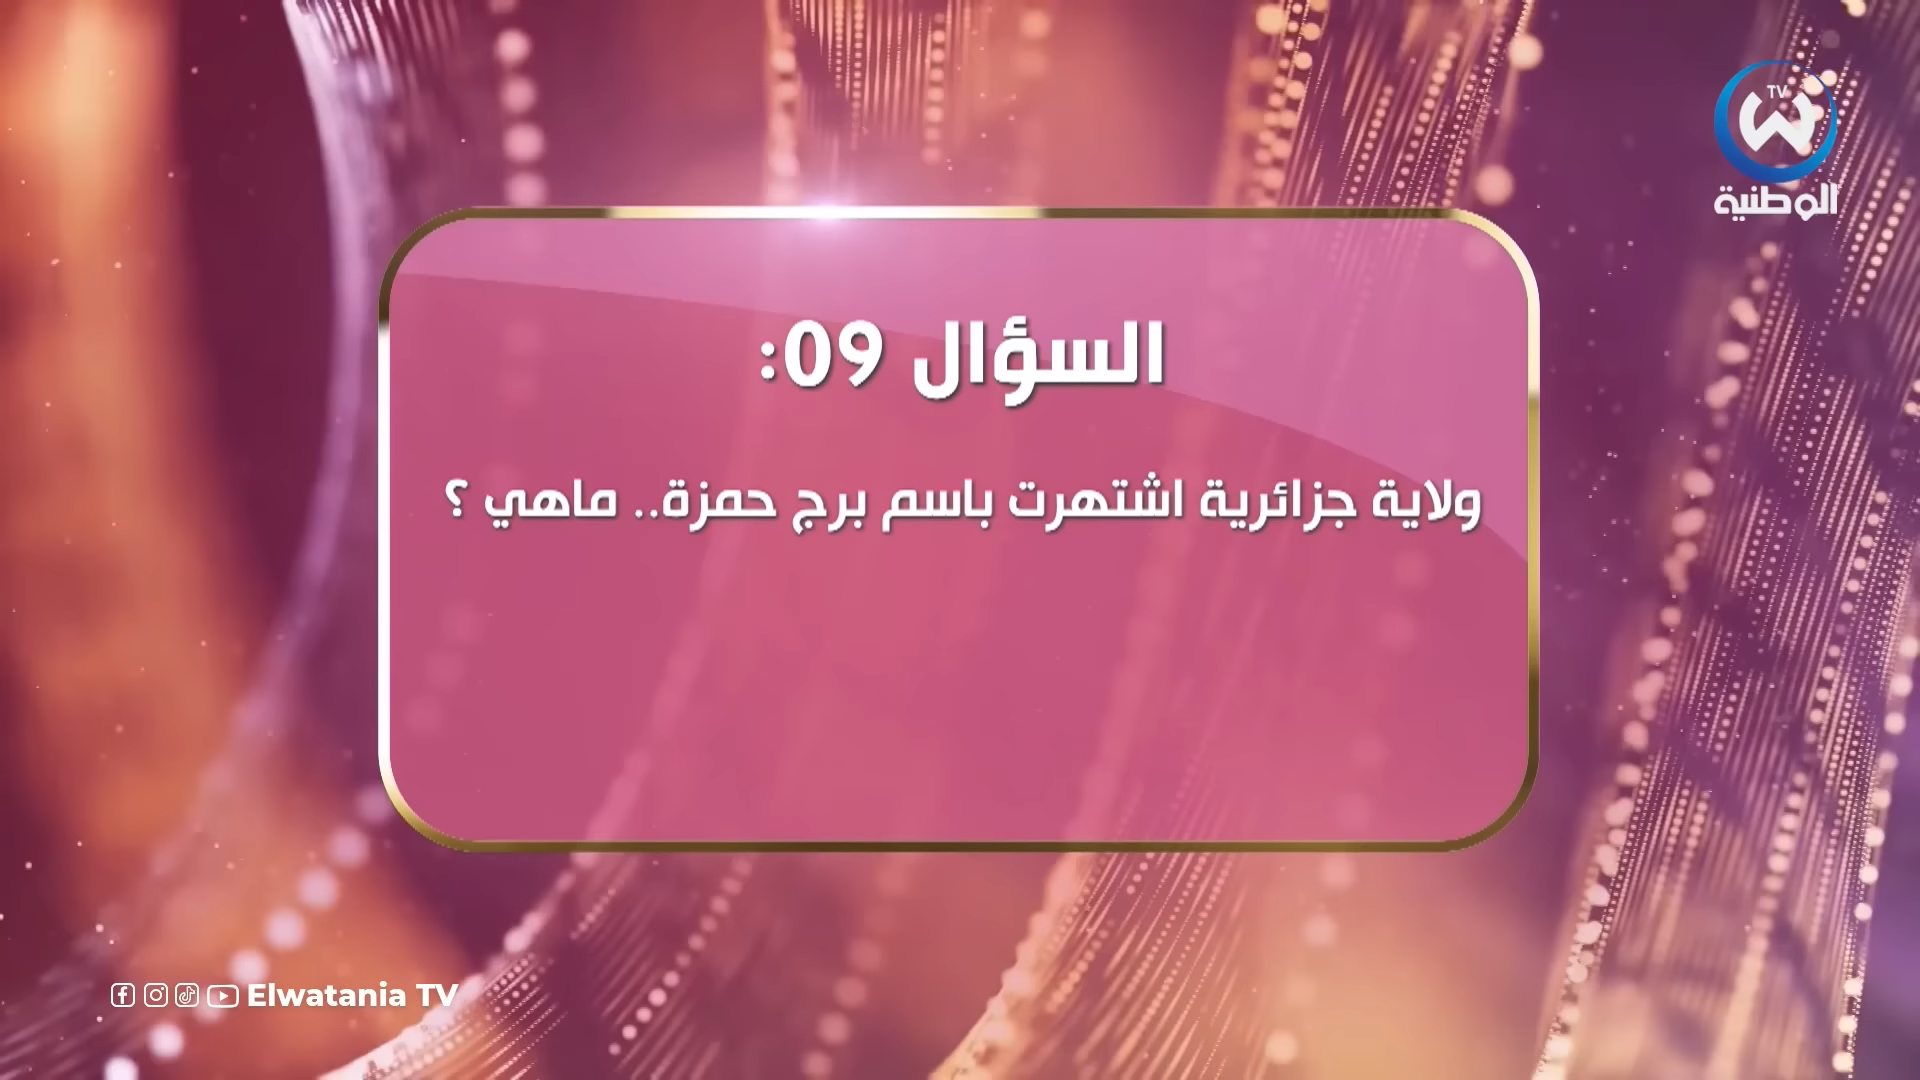 TV
W
الوطنية
السؤال 09:
ولاية جزائرية اشتهرت باسم برج حمزة.. ماهي ؟
Elwatania TV